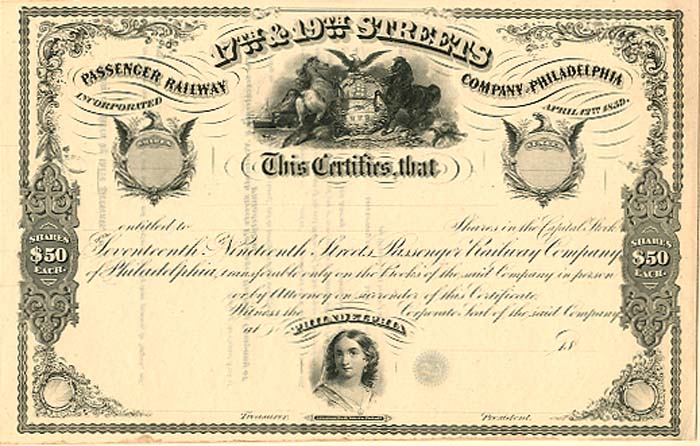 17TH & 19TH STREETS
PASSENGER RAILWAY COMPANY OF PHILADELPHIA
INCORPORATED APRIL 12TH 1859.
This Certifies, that
entitled to Shares in the Capital Stock
Seventeenth & Nineteenth Streets Passenger Railway Company
of Philadelphia, transferable only on the Books of the said Company in person
or by Attorney on surrender of this Certificate.
Witness the Corporate Seal of the said Company
at PHILADELPHIA
18
SHARES
$50
EACH.
SHARES
$50
EACH.
Treasurer.
President.